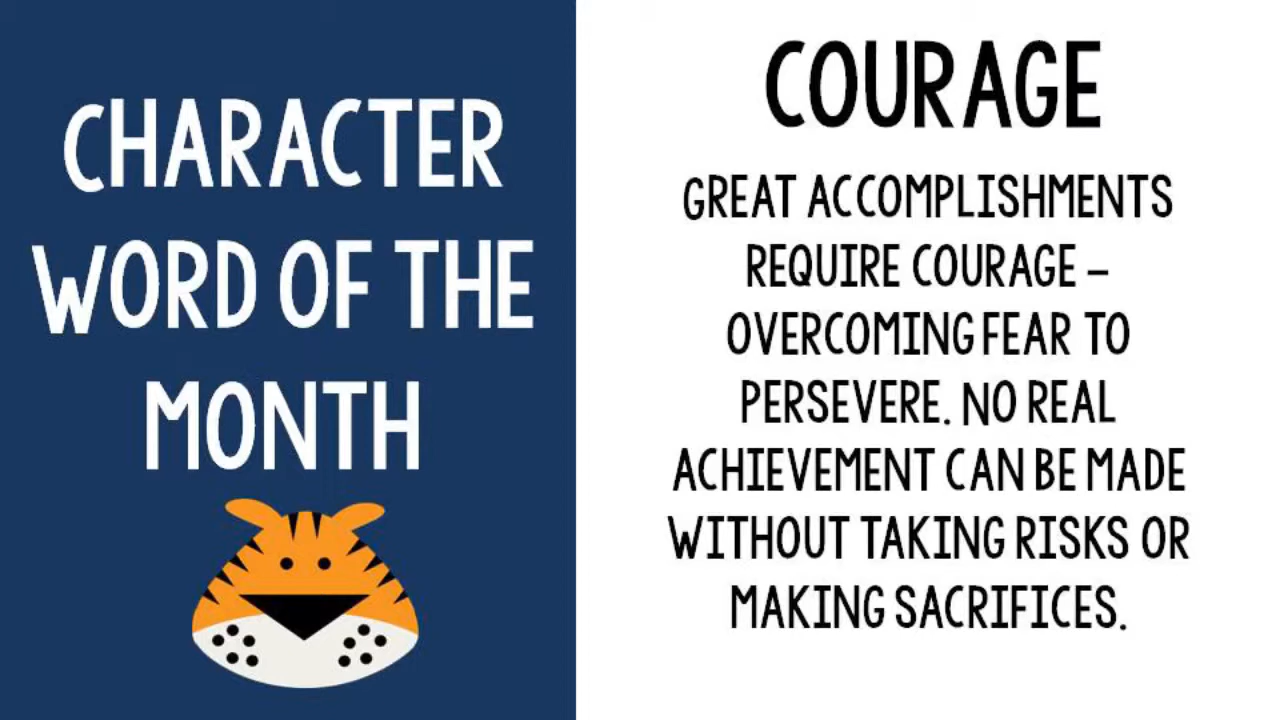 CHARACTER
WORD OF THE
MONTH
COURAGE
GREAT ACCOMPLISHMENTS
REQUIRE COURAGE –
OVERCOMING FEAR TO
PERSEVERE. NO REAL
ACHIEVEMENT CAN BE MADE
WITHOUT TAKING RISKS OR
MAKING SACRIFICES.